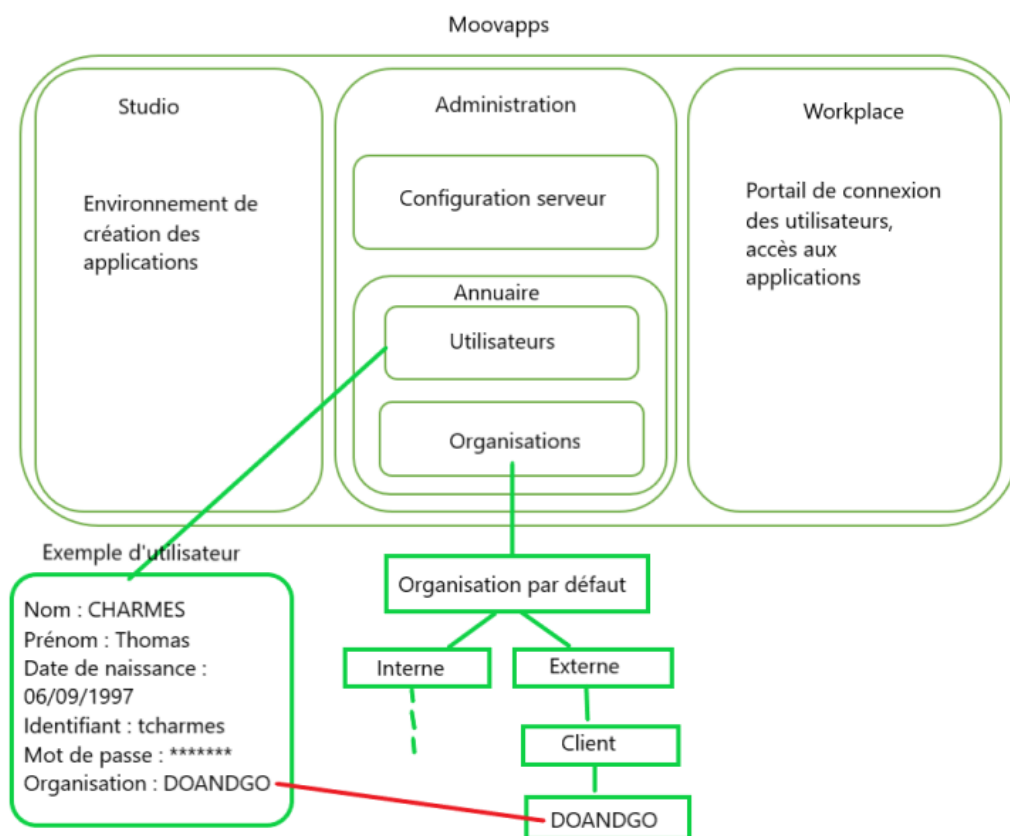 Moovapps
Studio
Environnement de
création des
applications
Administration
Configuration serveur
Annuaire
Utilisateurs
Organisations
Workplace
Portail de connexion
des utilisateurs,
accès aux
applications
Exemple d'utilisateur
Nom : CHARMES
Prénom : Thomas
Date de naissance :
06/09/1997
Identifiant : tcharmes
Mot de passe : *******
Organisation : DOANDGO
Organisation par défaut
Interne
Externe
Client
DOANDGO